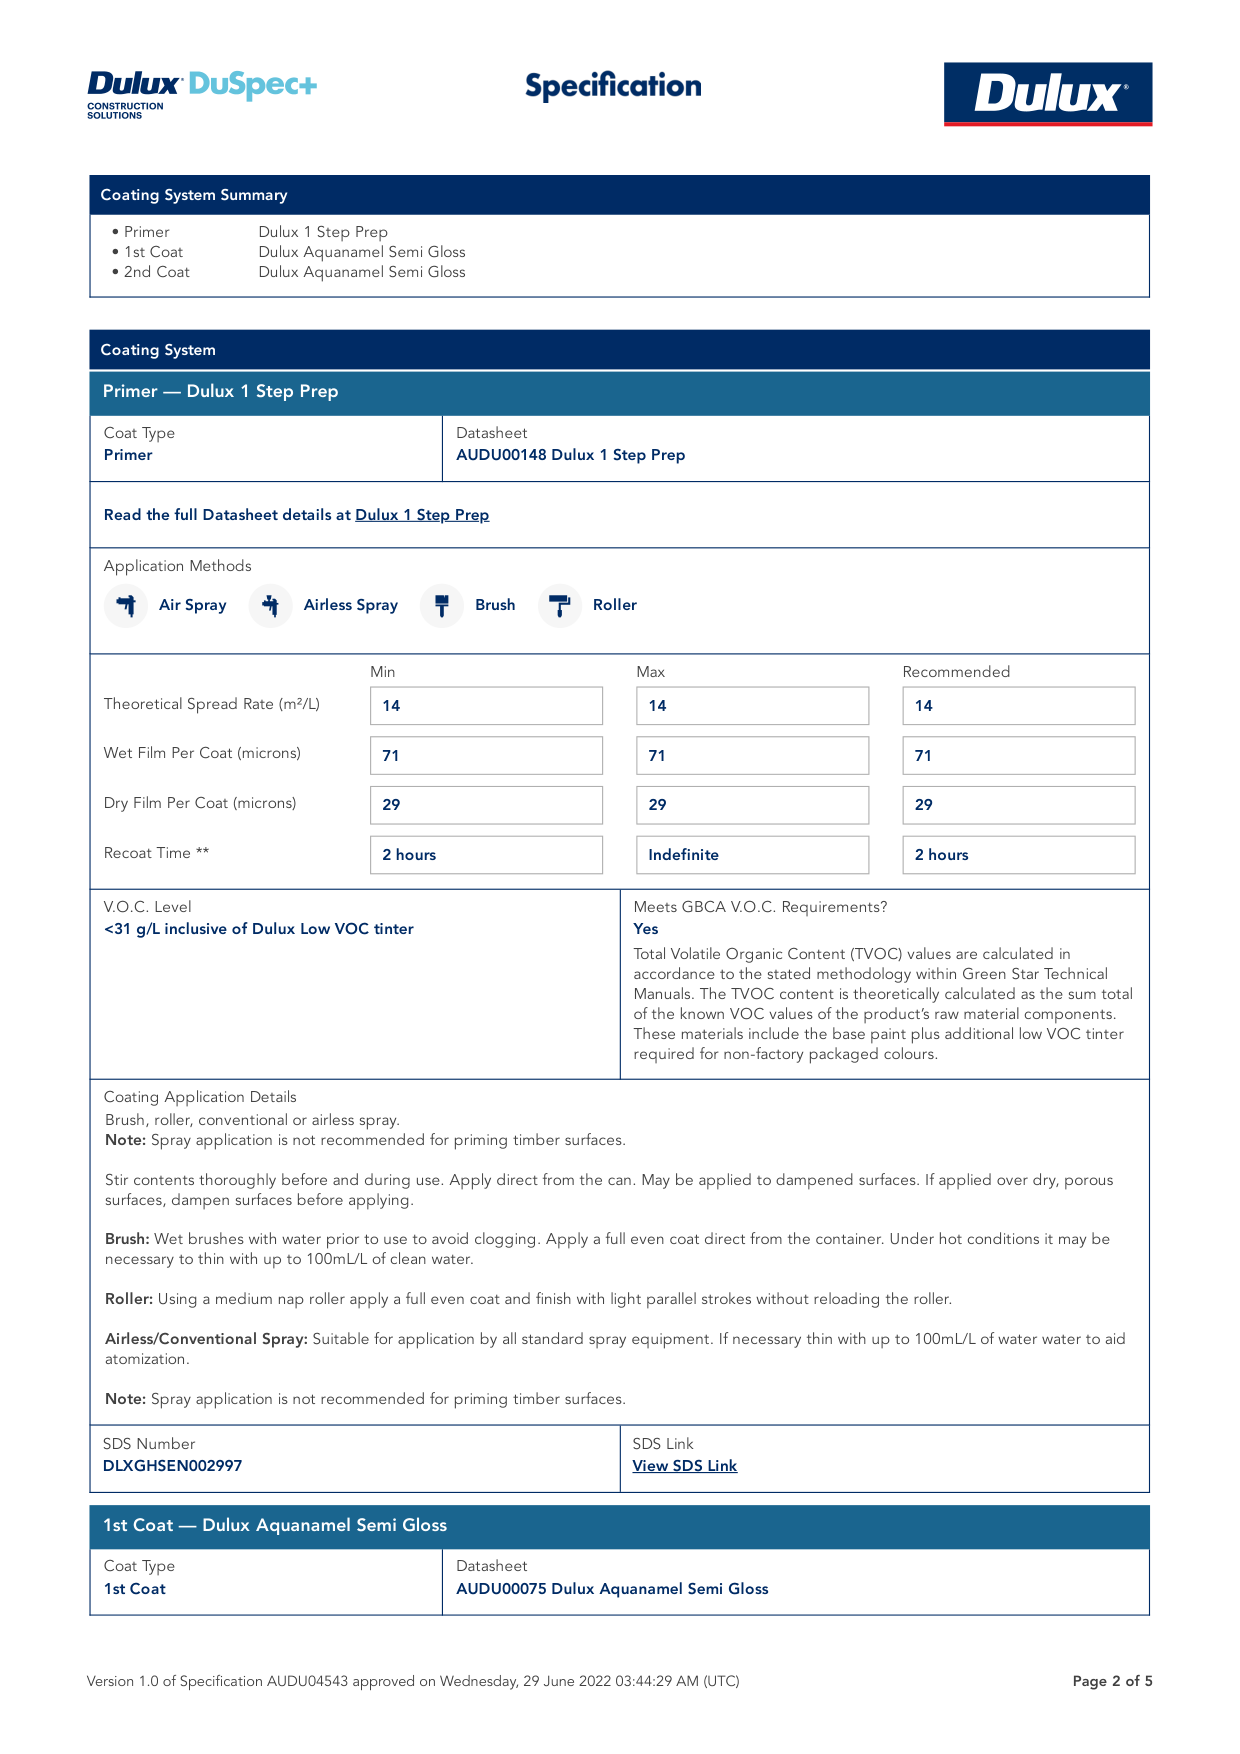 Dulux DuSpec+
CONSTRUCTION
SOLUTIONS
Specification
Dulux®
Coating System Summary
• Primer Dulux 1 Step Prep
• 1st Coat Dulux Aquanamel Semi Gloss
• 2nd Coat Dulux Aquanamel Semi Gloss
Coating System
Primer — Dulux 1 Step Prep
Coat Type Datasheet
Primer AUDU00148 Dulux 1 Step Prep
Read the full Datasheet details at Dulux 1 Step Prep
Application Methods
Air Spray Airless Spray Brush Roller
Min Max Recommended
Theoretical Spread Rate (m²/L) 14 14 14
Wet Film Per Coat (microns) 71 71 71
Dry Film Per Coat (microns) 29 29 29
Recoat Time ** 2 hours Indefinite 2 hours
V.O.C. Level
<31 g/L inclusive of Dulux Low VOC tinter
Meets GBCA V.O.C. Requirements?
Yes
Total Volatile Organic Content (TVOC) values are calculated in
accordance to the stated methodology within Green Star Technical
Manuals. The TVOC content is theoretically calculated as the sum total
of the known VOC values of the product’s raw material components.
These materials include the base paint plus additional low VOC tinter
required for non-factory packaged colours.
Coating Application Details
Brush, roller, conventional or airless spray.
Note: Spray application is not recommended for priming timber surfaces.
Stir contents thoroughly before and during use. Apply direct from the can. May be applied to dampened surfaces. If applied over dry, porous
surfaces, dampen surfaces before applying.
Brush: Wet brushes with water prior to use to avoid clogging. Apply a full even coat direct from the container. Under hot conditions it may be
necessary to thin with up to 100mL/L of clean water.
Roller: Using a medium nap roller apply a full even coat and finish with light parallel strokes without reloading the roller.
Airless/Conventional Spray: Suitable for application by all standard spray equipment. If necessary thin with up to 100mL/L of water water to aid
atomization.
Note: Spray application is not recommended for priming timber surfaces.
SDS Number SDS Link
DLXGHSEN002997 View SDS Link
1st Coat — Dulux Aquanamel Semi Gloss
Coat Type Datasheet
1st Coat AUDU00075 Dulux Aquanamel Semi Gloss
Version 1.0 of Specification AUDU04543 approved on Wednesday, 29 June 2022 03:44:29 AM (UTC) Page 2 of 5